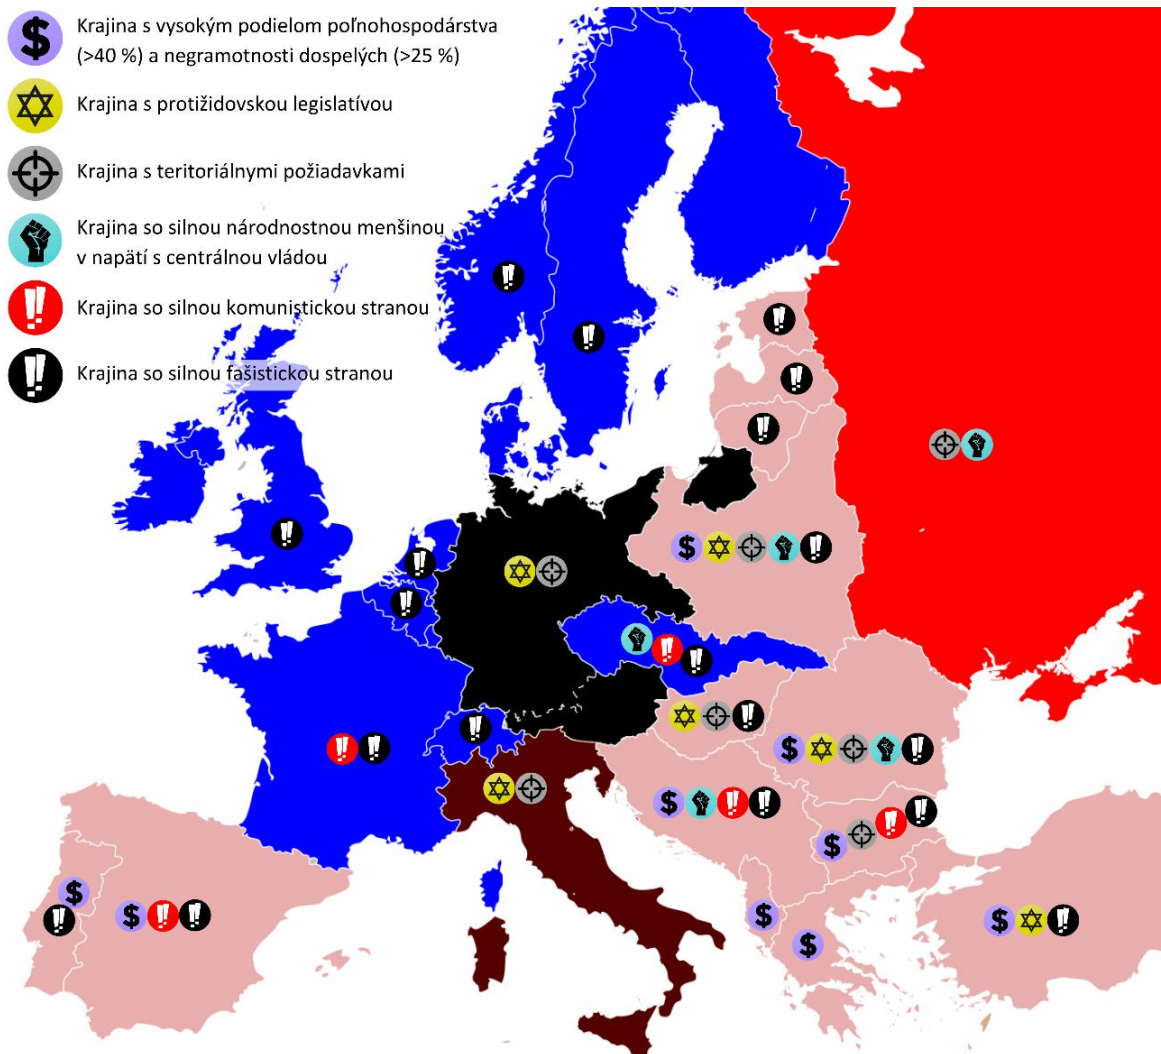 Krajina s vysokým podielom poľnohospodárstva
(>40 %) a negramotnosti dospelých (>25 %)
Krajina s protižidovskou legislatívou
Krajina s teritoriálnymi požiadavkami
Krajina so silnou národnostnou menšinou
v napätí s centrálnou vládou
Krajina so silnou komunistickou stranou
Krajina so silnou fašistickou stranou